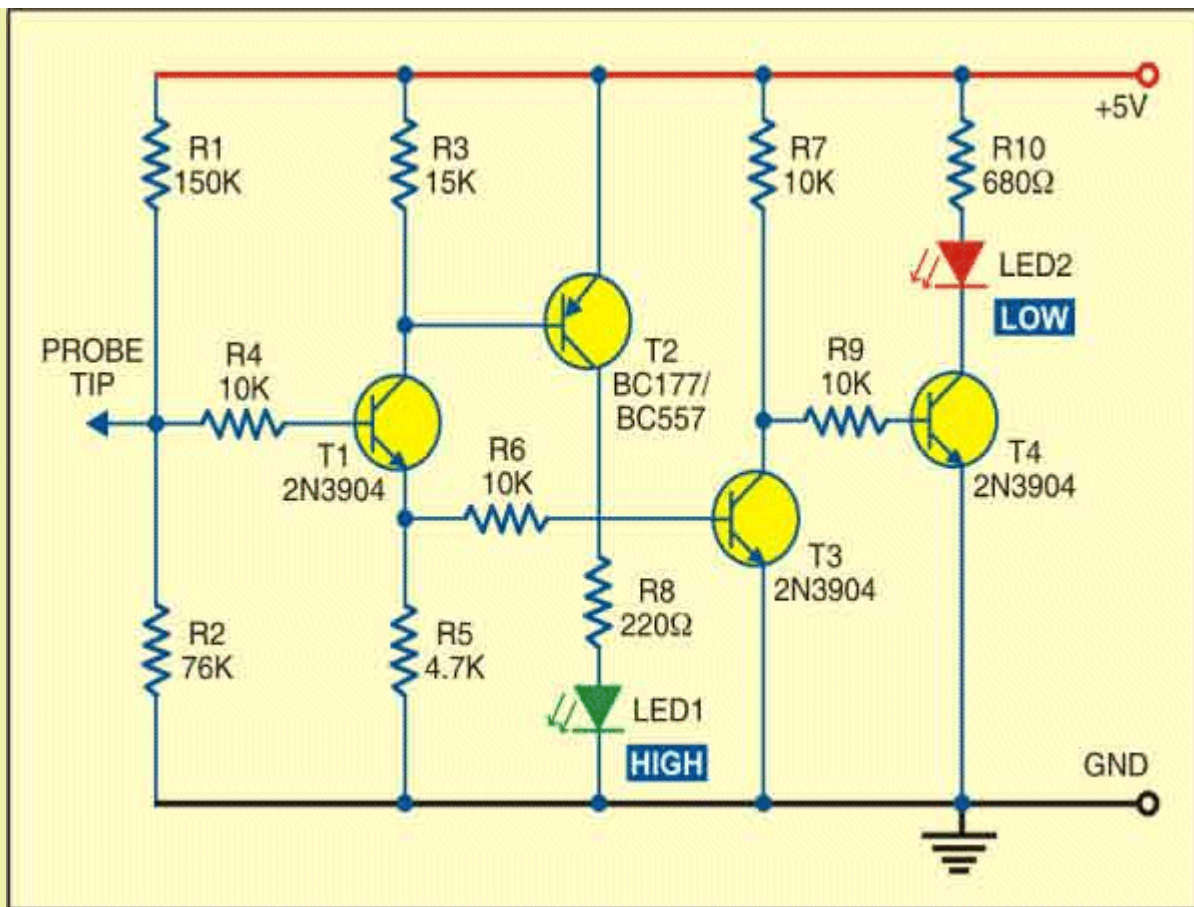 +5V
R1
150K
R3
15K
R7
10K
R10
680Ω
LED2
LOW
PROBE
TIP
R4
10K
T2
BC177/
BC557
R9
10K
T1
2N3904
R6
10K
T4
2N3904
T3
2N3904
R2
76K
R5
4.7K
R8
220Ω
LED1
HIGH
GND